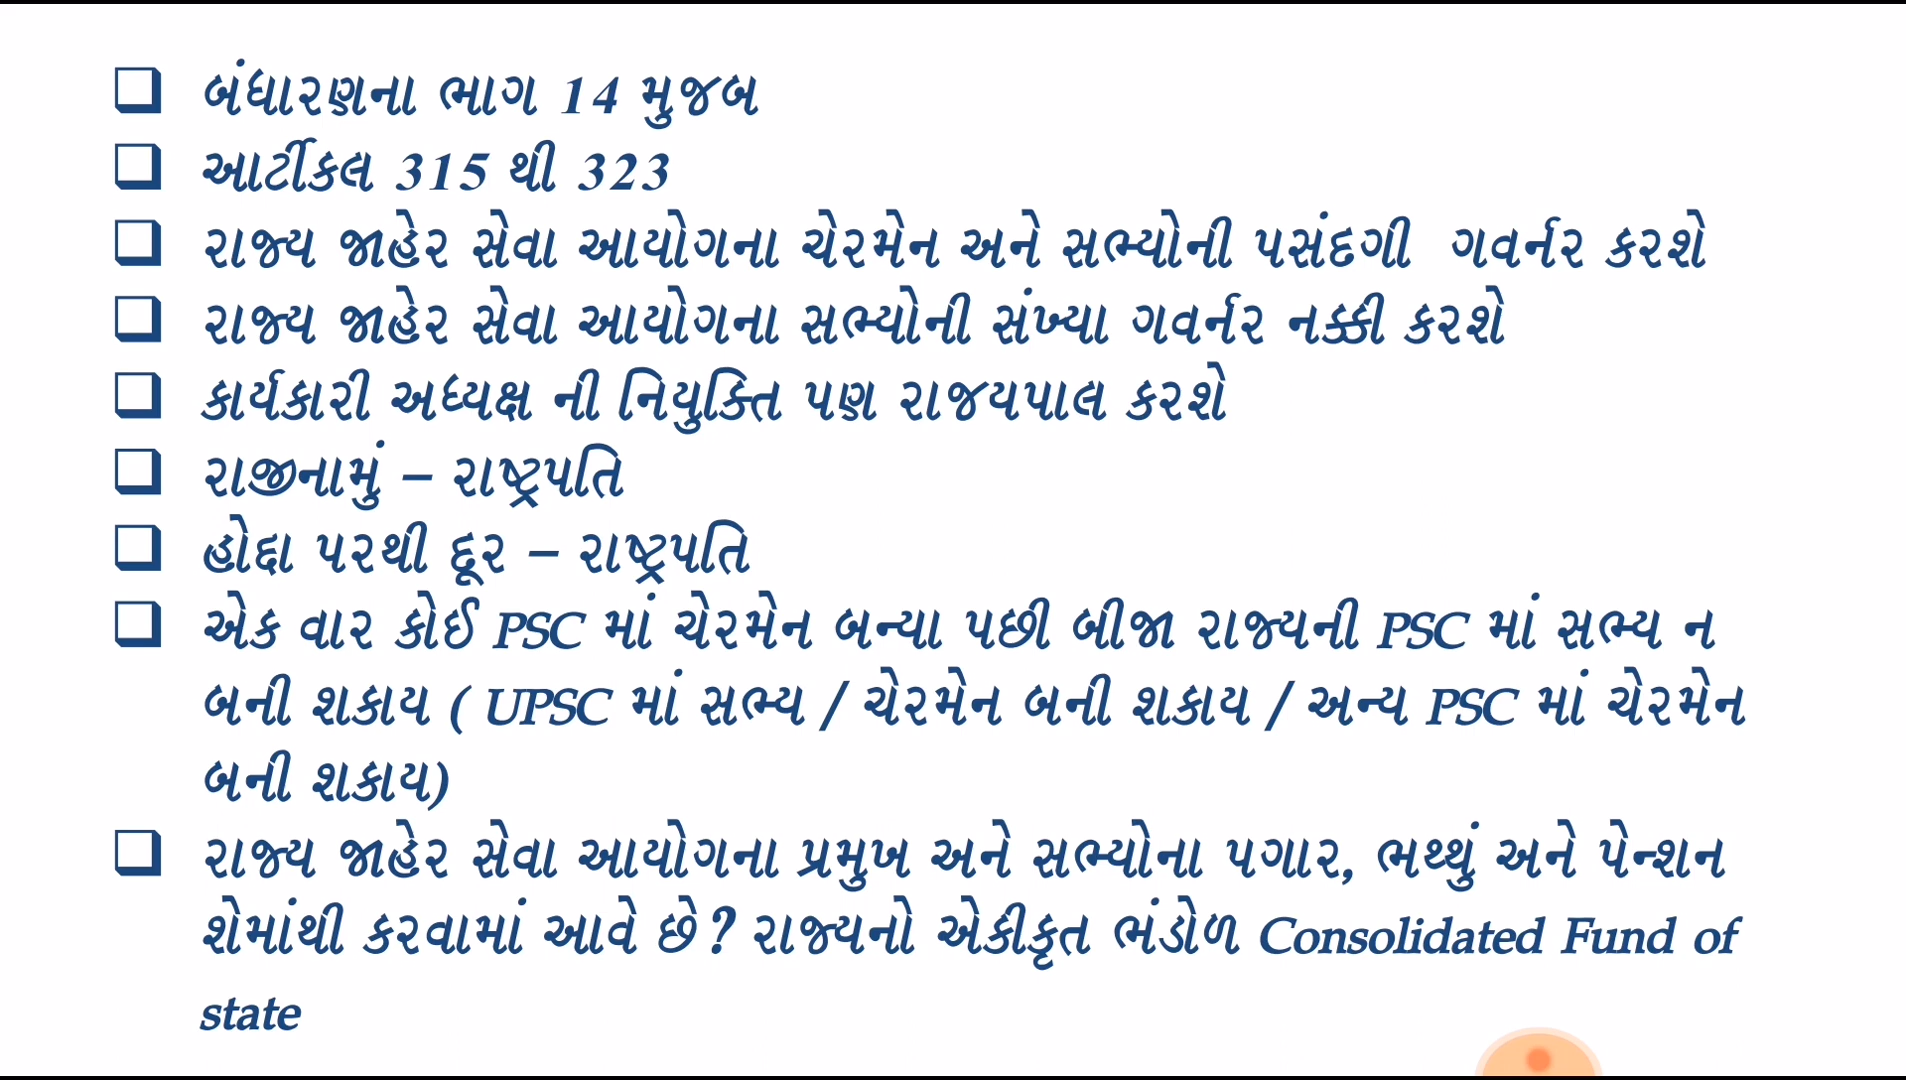 બંધારણના ભાગ 14 મુજબ
આર્ટીકલ 315 થી 323
રાજ્ય જાહેર સેવા આયોગના ચેરમેન અને સભ્યોની પસંદગી ગવર્નર કરશે
રાજ્ય જાહેર સેવા આયોગના સભ્યોની સંખ્યા ગવર્નર નક્કી કરશે
કાર્યકારી અધ્યક્ષ ની નિયુક્તિ પણ રાજયપાલ કરશે
રાજીનામું – રાષ્ટ્રપતિ
હોદ્દા પરથી દૂર – રાષ્ટ્રપતિ
એક વાર કોઈ PSC માં ચેરમેન બન્યા પછી બીજા રાજ્યની PSC માં સભ્ય ન
બની શકાય ( UPSC માં સભ્ય / ચેરમેન બની શકાય / અન્ય PSC માં ચેરમેન
બની શકાય)
રાજ્ય જાહેર સેવા આયોગના પ્રમુખ અને સભ્યોના પગાર, ભથ્થું અને પેન્શન
શેમાંથી કરવામાં આવે છે? રાજ્યનો એકીકૃત ભંડોળ Consolidated Fund of
state